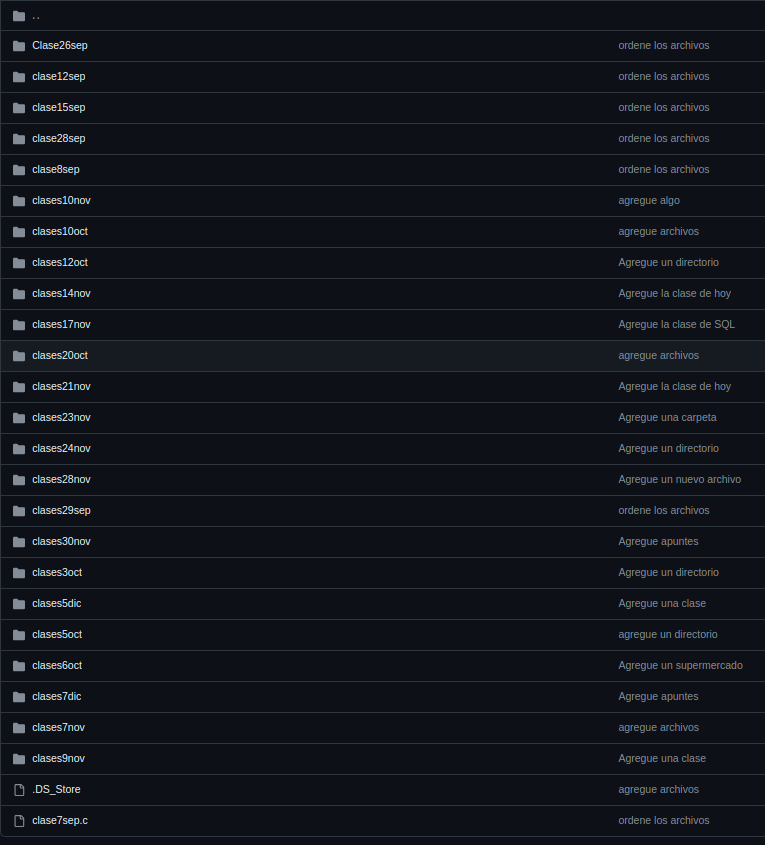 ..
Clase26sep ordene los archivos
clase12sep ordene los archivos
clase15sep ordene los archivos
clase28sep ordene los archivos
clase8sep ordene los archivos
clases10nov agregue algo
clases10oct agregue archivos
clases12oct Agregue un directorio
clases14nov Agregue la clase de hoy
clases17nov Agregue la clase de SQL
clases20oct agregue archivos
clases21nov Agregue la clase de hoy
clases23nov Agregue una carpeta
clases24nov Agregue un directorio
clases28nov Agregue un nuevo archivo
clases29sep ordene los archivos
clases30nov Agregue apuntes
clases3oct Agregue un directorio
clases5dic Agregue una clase
clases5oct agregue un directorio
clases6oct Agregue un supermercado
clases7dic Agregue apuntes
clases7nov agregue archivos
clases9nov Agregue una clase
.DS_Store agregue archivos
clase7sep.c ordene los archivos